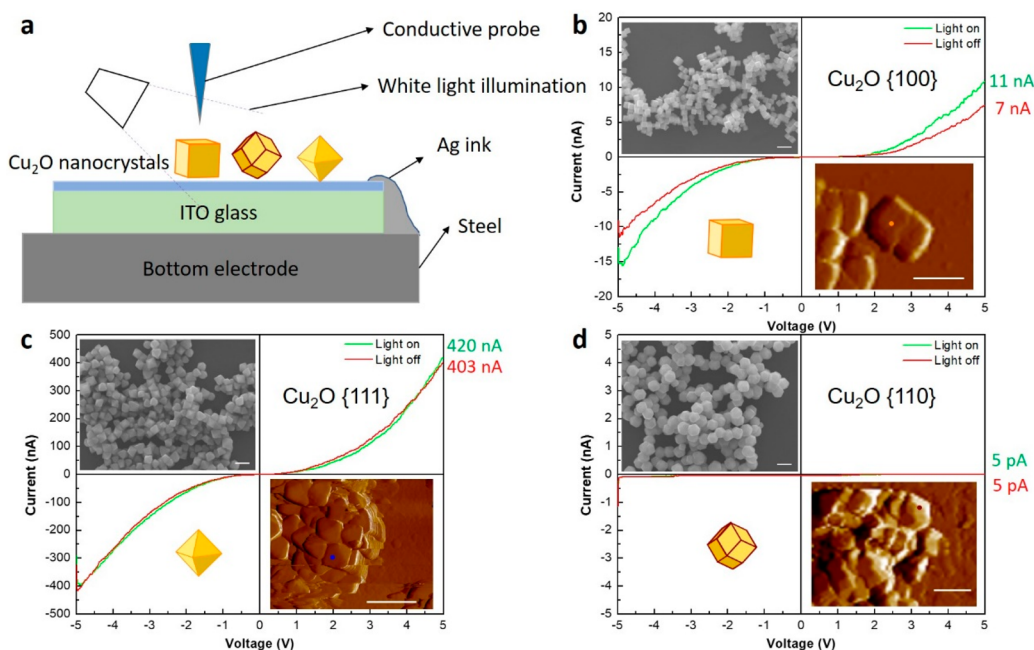 a
Conductive probe
White light illumination
Cu₂O nanocrystals
Ag ink
ITO glass
Steel
Bottom electrode
b
Light on
Light off
Cu₂O {100}
11 nA
7 nA
Current (nA)
20
15
10
5
0
-5
-10
-15
20
-5 -4 -3 -2 -1 0 1 2 3 4 5
Voltage (V)
c
Light on
Light off
Cu₂O {111}
420 nA
403 nA
Current (nA)
500
400
300
200
100
0
-100
-200
-300
-400
-500
-5 -4 -3 -2 -1 0 1 2 3 4 5
Voltage (V)
d
Light on
Light off
Cu₂O {110}
5 pA
5 pA
Current (nA)
5
4
3
2
1
0
-1
-2
-3
-4
-5
-5 -4 -3 -2 -1 0 1 2 3 4 5
Voltage (V)